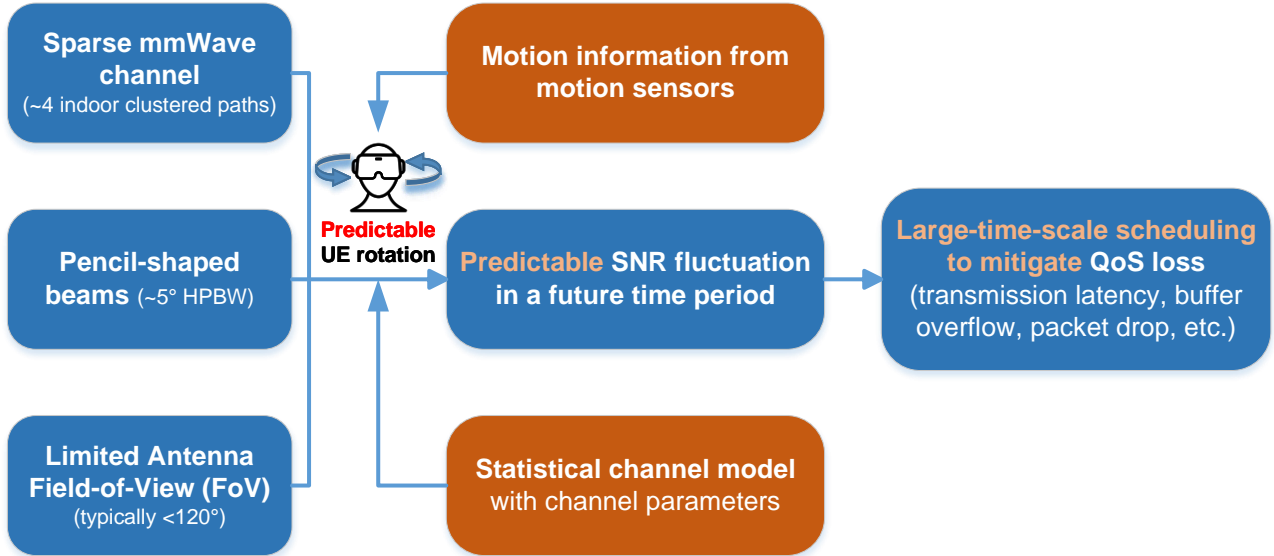 Sparse mmWave
channel
(~4 indoor clustered paths)
Motion information from
motion sensors
Predictable
UE rotation
Pencil-shaped
beams (~5° HPBW)
Predictable SNR fluctuation
in a future time period
Large-time-scale scheduling
to mitigate QoS loss
(transmission latency, buffer
overflow, packet drop, etc.)
Limited Antenna
Field-of-View (FoV)
(typically <120°)
Statistical channel model
with channel parameters